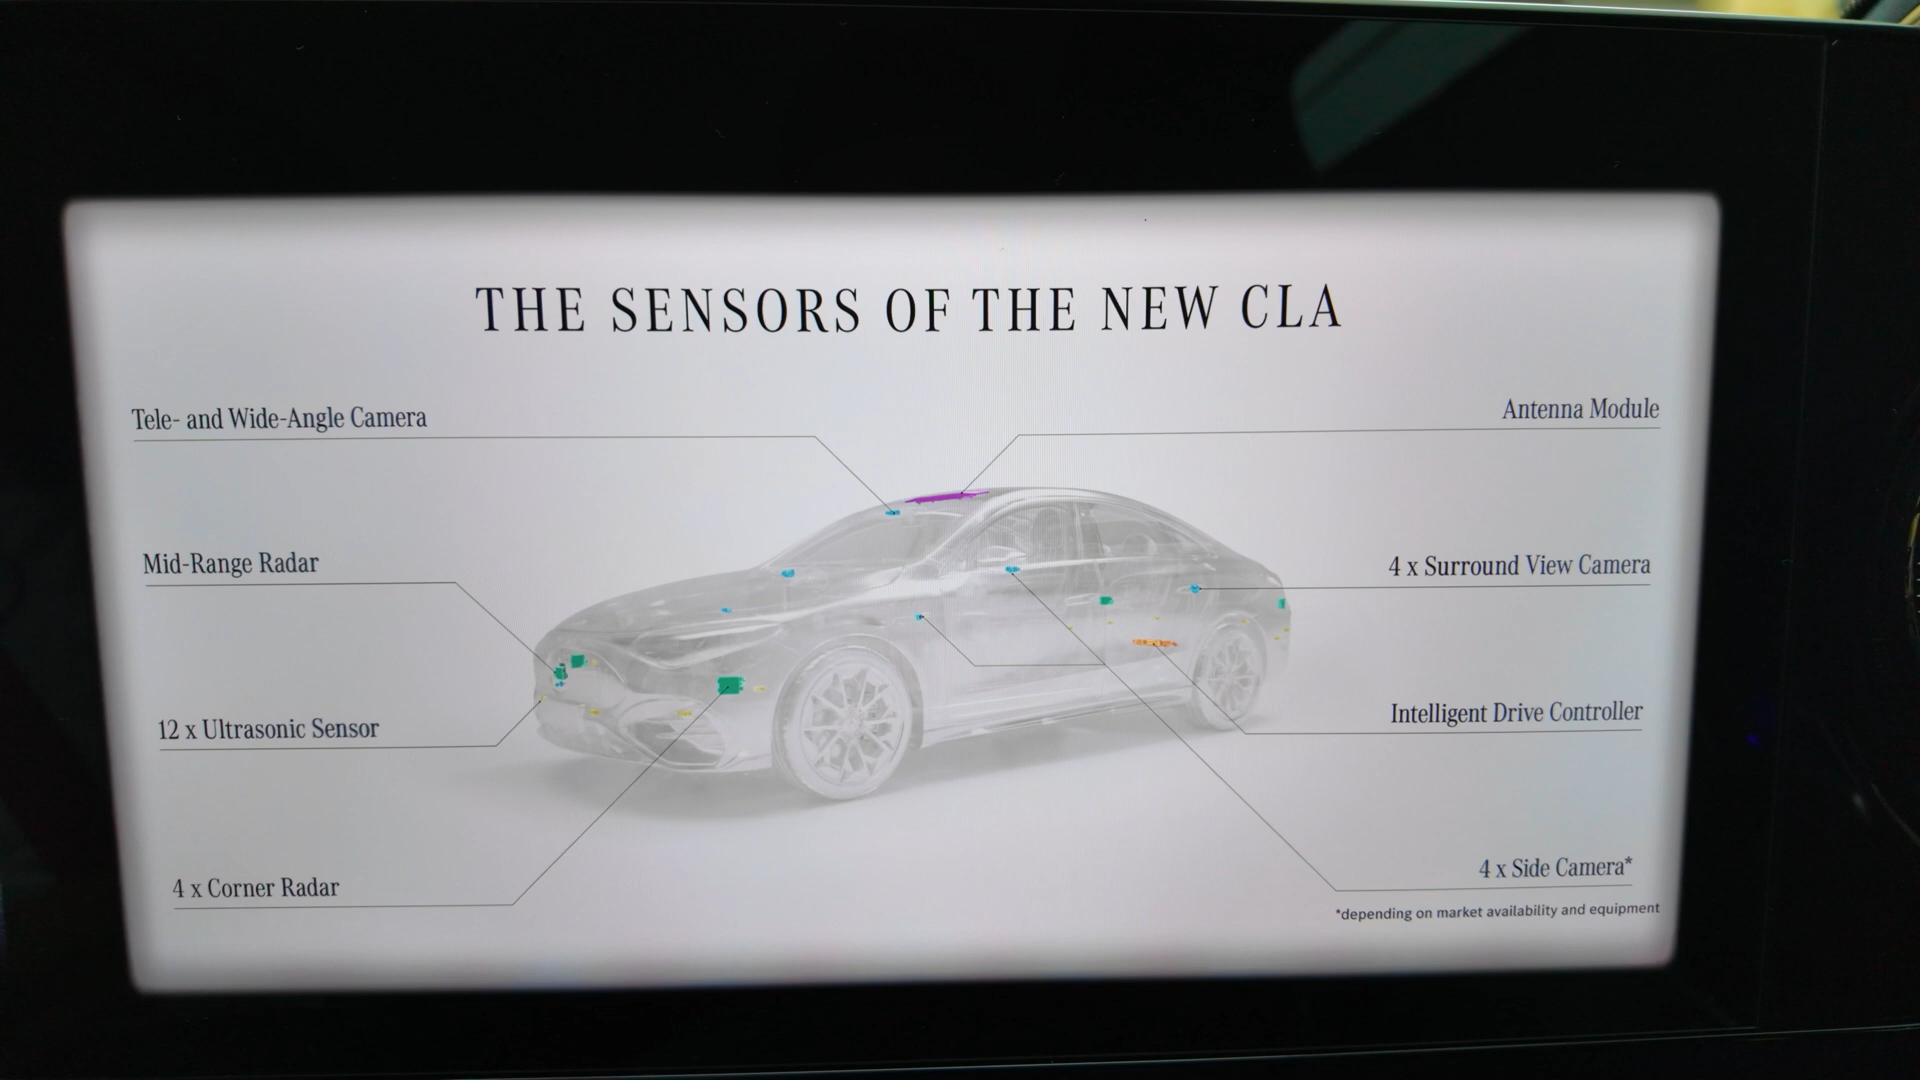 THE SENSORS OF THE NEW CLA
Tele- and Wide-Angle Camera
Antenna Module
Mid-Range Radar
4 x Surround View Camera
12 x Ultrasonic Sensor
Intelligent Drive Controller
4 x Corner Radar
4 x Side Camera*
*depending on market availability and equipment